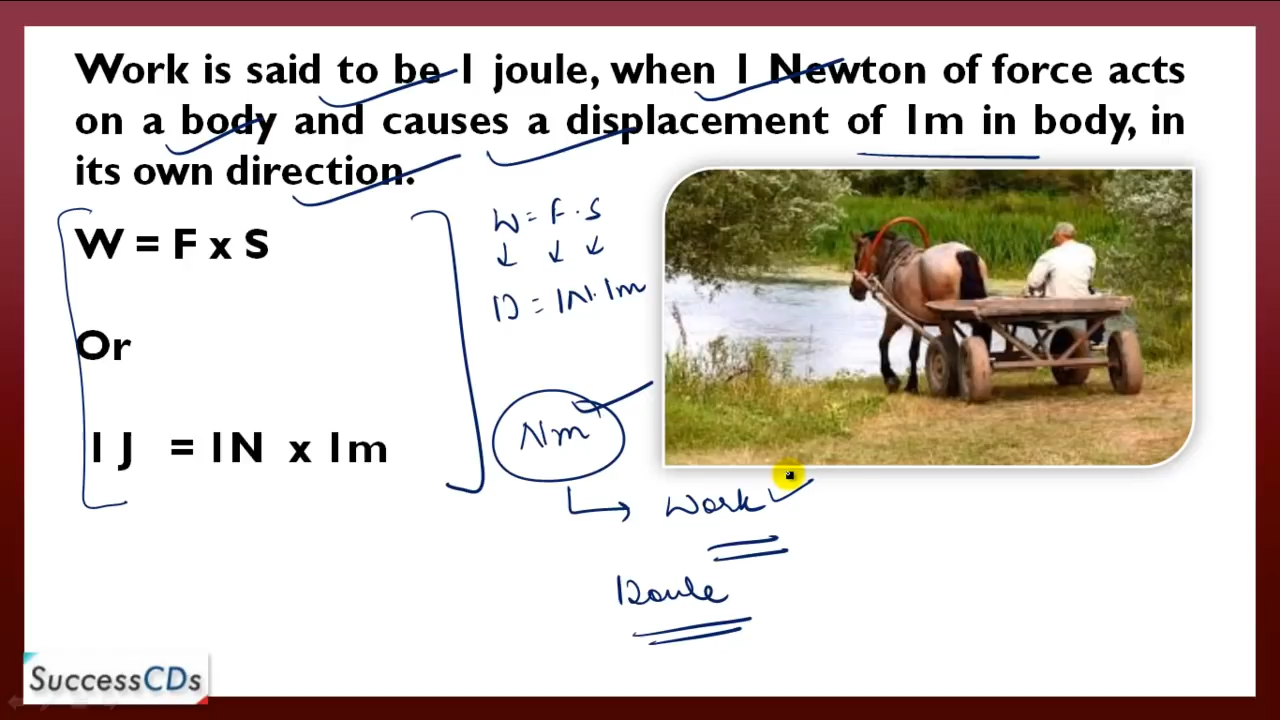 Work is said to be 1 joule, when 1 Newton of force acts
on a body and causes a displacement of 1m in body, in
its own direction.
W = F x S
Or
1 J = 1N x 1m
W = F . S
1J = 1N . 1m
Nm
Work
1 Joule
SuccessCDs